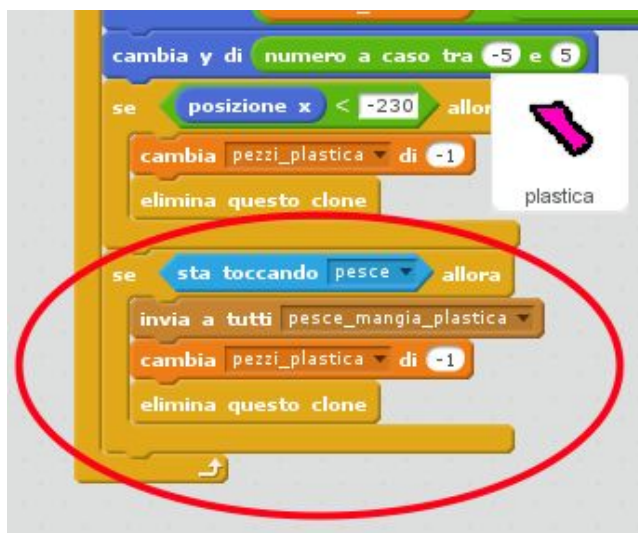 cambia y di numero a caso tra -5 e 5
se posizione x < -230 allor
cambia pezzi_plastica di -1
elimina questo clone
plastica
se sta toccando pesce allora
invia a tutti pesce_mangia_plastica
cambia pezzi_plastica di -1
elimina questo clone